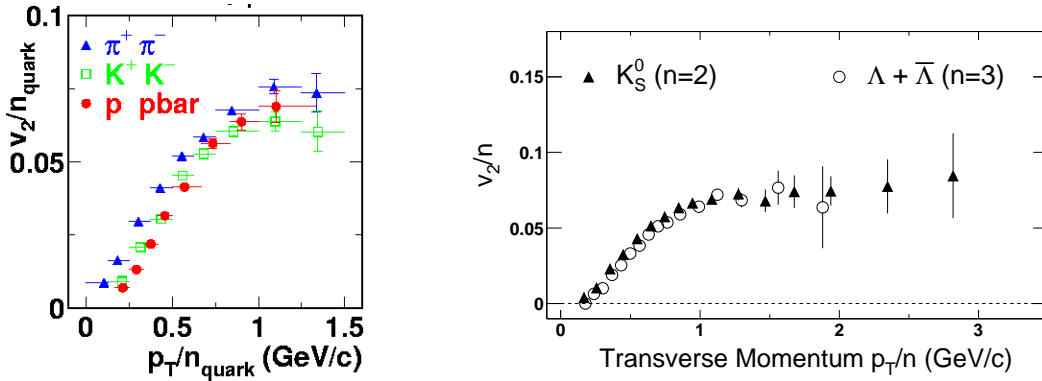 0.1
0.05
0
v2/nquark
π+ π-
K+ K-
p pbar
0 0.5 1 1.5
pT/nquark (GeV/c)
0.15
0.1
0.05
0
v2/n
K0S (n=2)
Λ + Λ̅ (n=3)
0 1 2 3
Transverse Momentum pT/n (GeV/c)